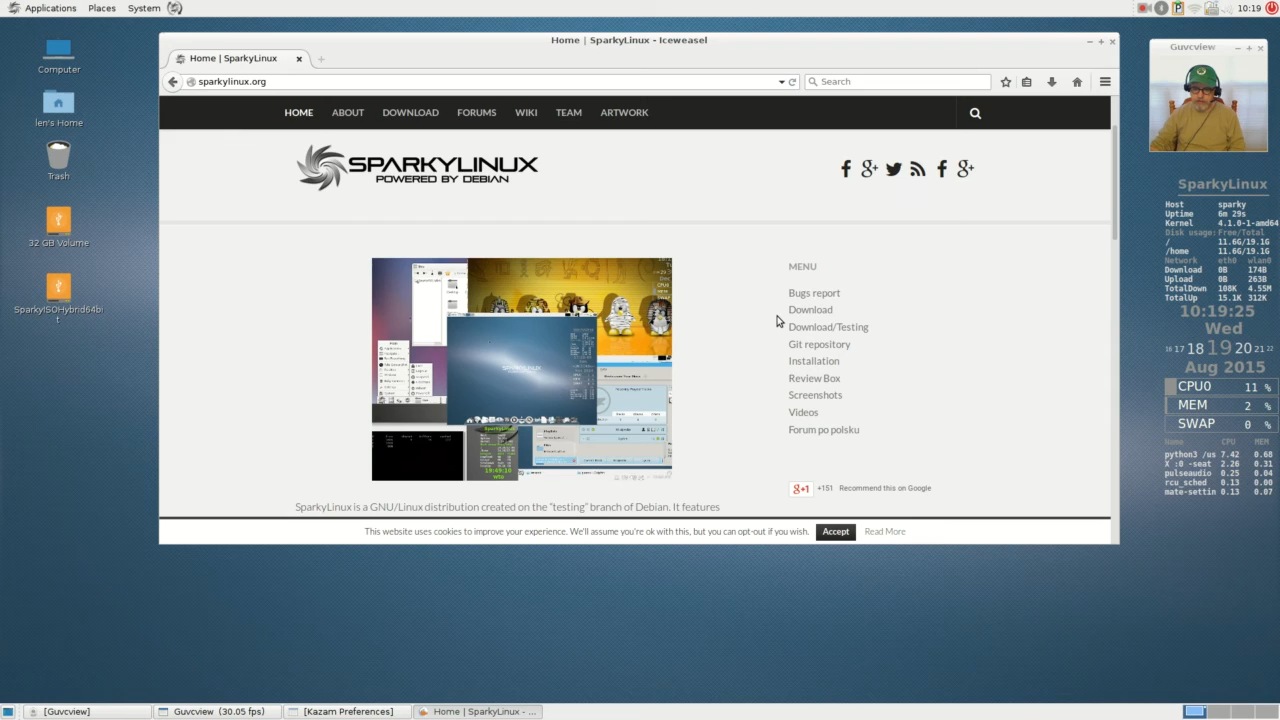 Applications Places System
10:19
Home | SparkyLinux - Iceweasel
Home | SparkyLinux
sparkylinux.org
Search
HOME ABOUT DOWNLOAD FORUMS WIKI TEAM ARTWORK
SPARKYLINUX
POWERED BY DEBIAN
MENU
Bugs report
Download
Download/Testing
Git repository
Installation
Review Box
Screenshots
Videos
Forum po polsku
g+1 +151 Recommend this on Google
SparkyLinux is a GNU/Linux distribution created on the "testing" branch of Debian. It features
This website uses cookies to improve your experience. We'll assume you're ok with this, but you can opt-out if you wish. Accept Read More
Computer
len's Home
Trash
32 GB Volume
SparkyISOHybrid64bi
t
Guvcview
SparkyLinux
Host sparky
Uptime 6m 29s
Kernel 4.1.0-1-amd64
Disk usage: Free/Total
/ 11.6G/19.1G
/home 11.6G/19.1G
Network eth0 wlan0
Download 0B 174B
Upload 0B 263B
TotalDown 108K 4.55M
TotalUp 15.1K 312K
10:19:25
Wed
16 17 18 19 20 21 22
Aug 2015
CPU0 11 %
MEM 2 %
SWAP 0 %
Name CPU MEM
python3 /us 7.42 0.68
X :0 -seat 2.26 0.31
pulseaudio 0.25 0.04
rcu_sched 0.13 0.00
mate-settin 0.13 0.07
[Guvcview] Guvcview (30.05 fps) [Kazam Preferences] Home | SparkyLinux - ...